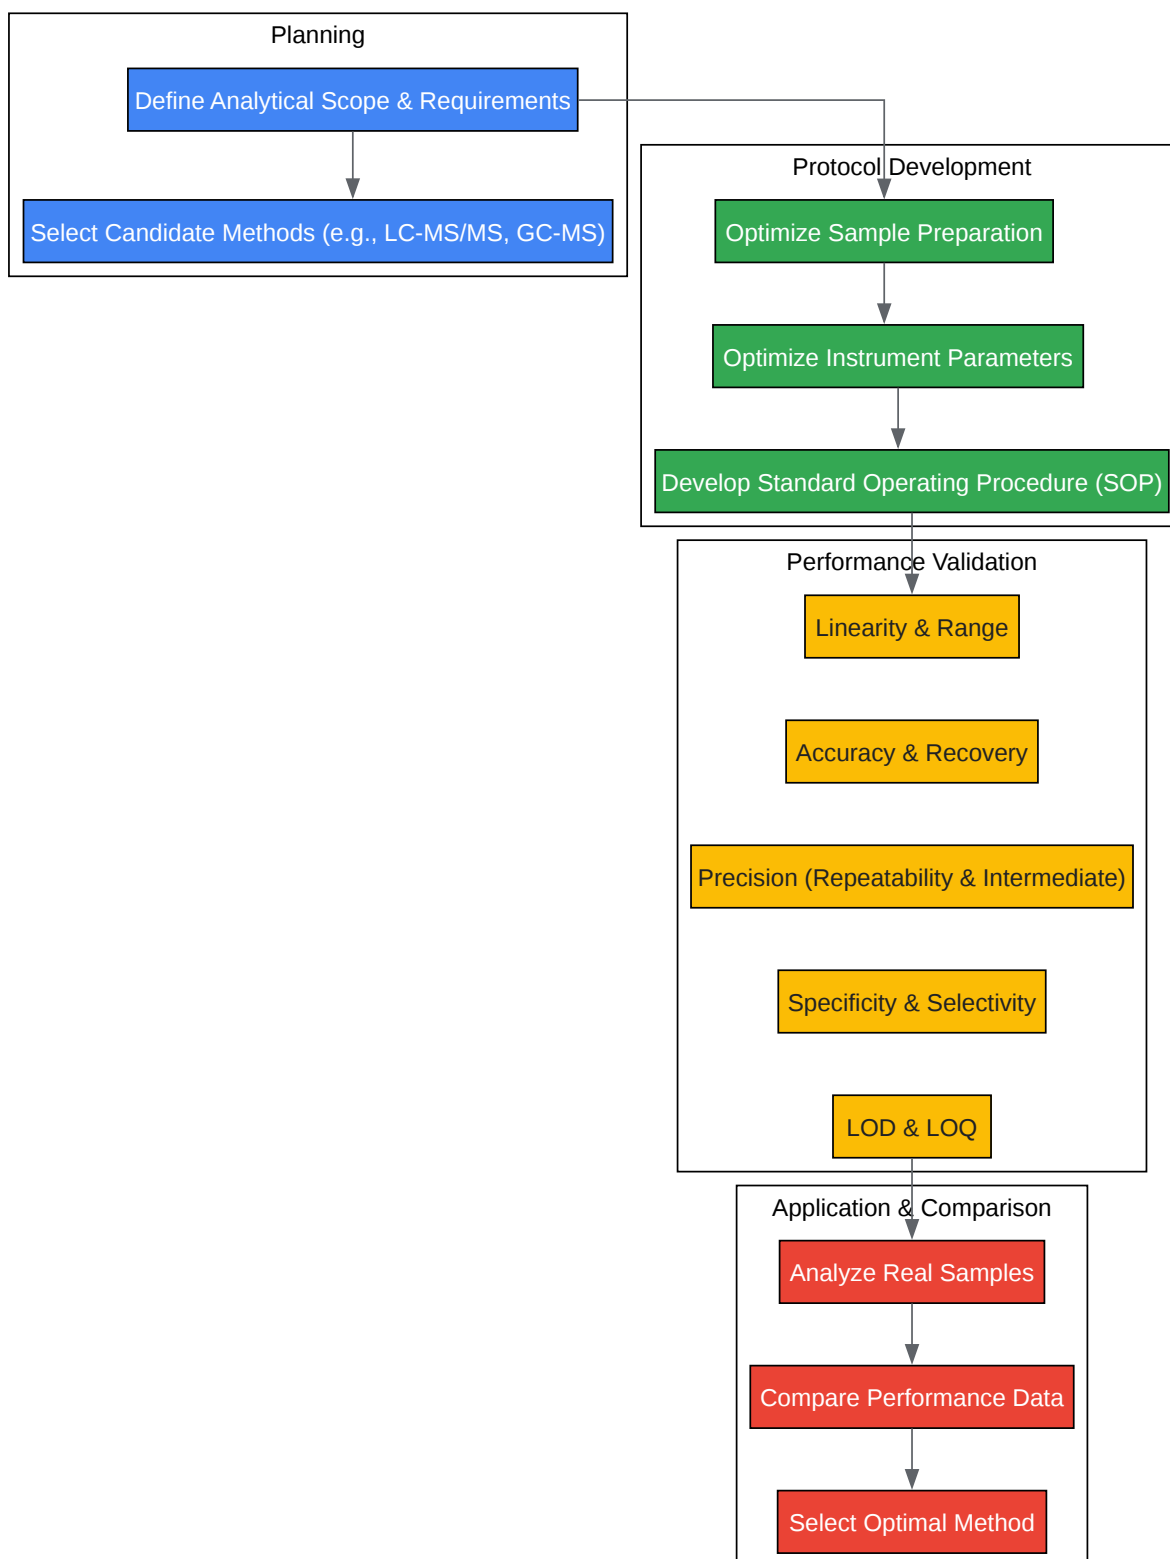 Planning
Define Analytical Scope & Requirements
Select Candidate Methods (e.g., LC-MS/MS, GC-MS)
Protocol Development
Optimize Sample Preparation
Optimize Instrument Parameters
Develop Standard Operating Procedure (SOP)
Performance Validation
Linearity & Range
Accuracy & Recovery
Precision (Repeatability & Intermediate)
Specificity & Selectivity
LOD & LOQ
Application & Comparison
Analyze Real Samples
Compare Performance Data
Select Optimal Method